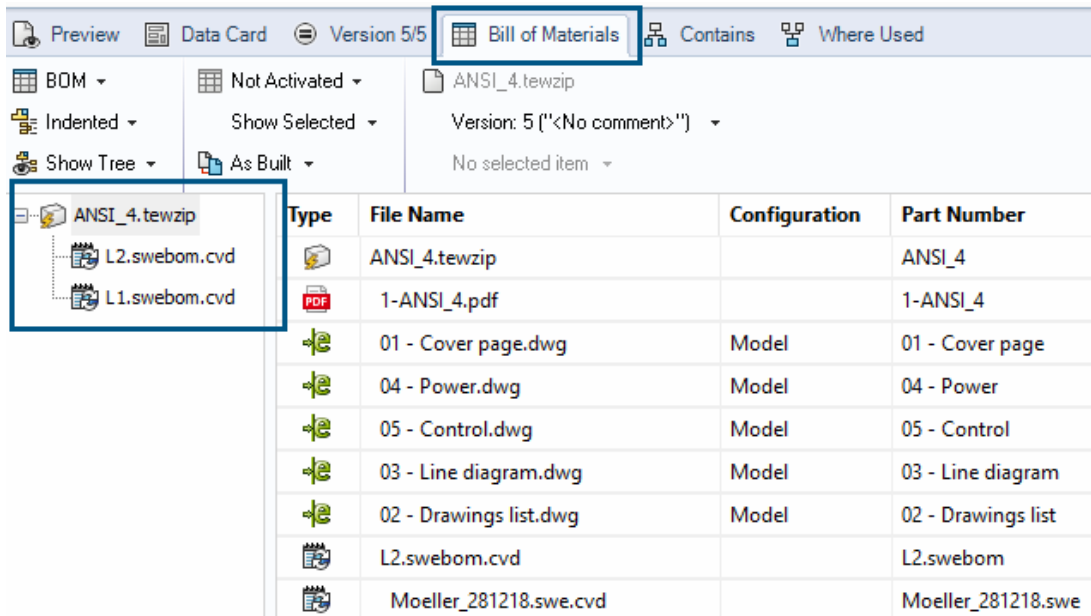 Preview Data Card Version 5/5 Bill of Materials Contains Where Used
BOM Not Activated ANSI_4.tewzip
Indented Show Selected Version: 5 ("<No comment>")
Show Tree As Built No selected item
ANSI_4.tewzip
L2.swebom.cvd
L1.swebom.cvd
Type File Name Configuration Part Number
ANSI_4.tewzip ANSI_4
PDF 1-ANSI_4.pdf 1-ANSI_4
01 - Cover page.dwg Model 01 - Cover page
04 - Power.dwg Model 04 - Power
05 - Control.dwg Model 05 - Control
03 - Line diagram.dwg Model 03 - Line diagram
02 - Drawings list.dwg Model 02 - Drawings list
L2.swebom.cvd L2.swebom
Moeller_281218.swe.cvd Moeller_281218.swe